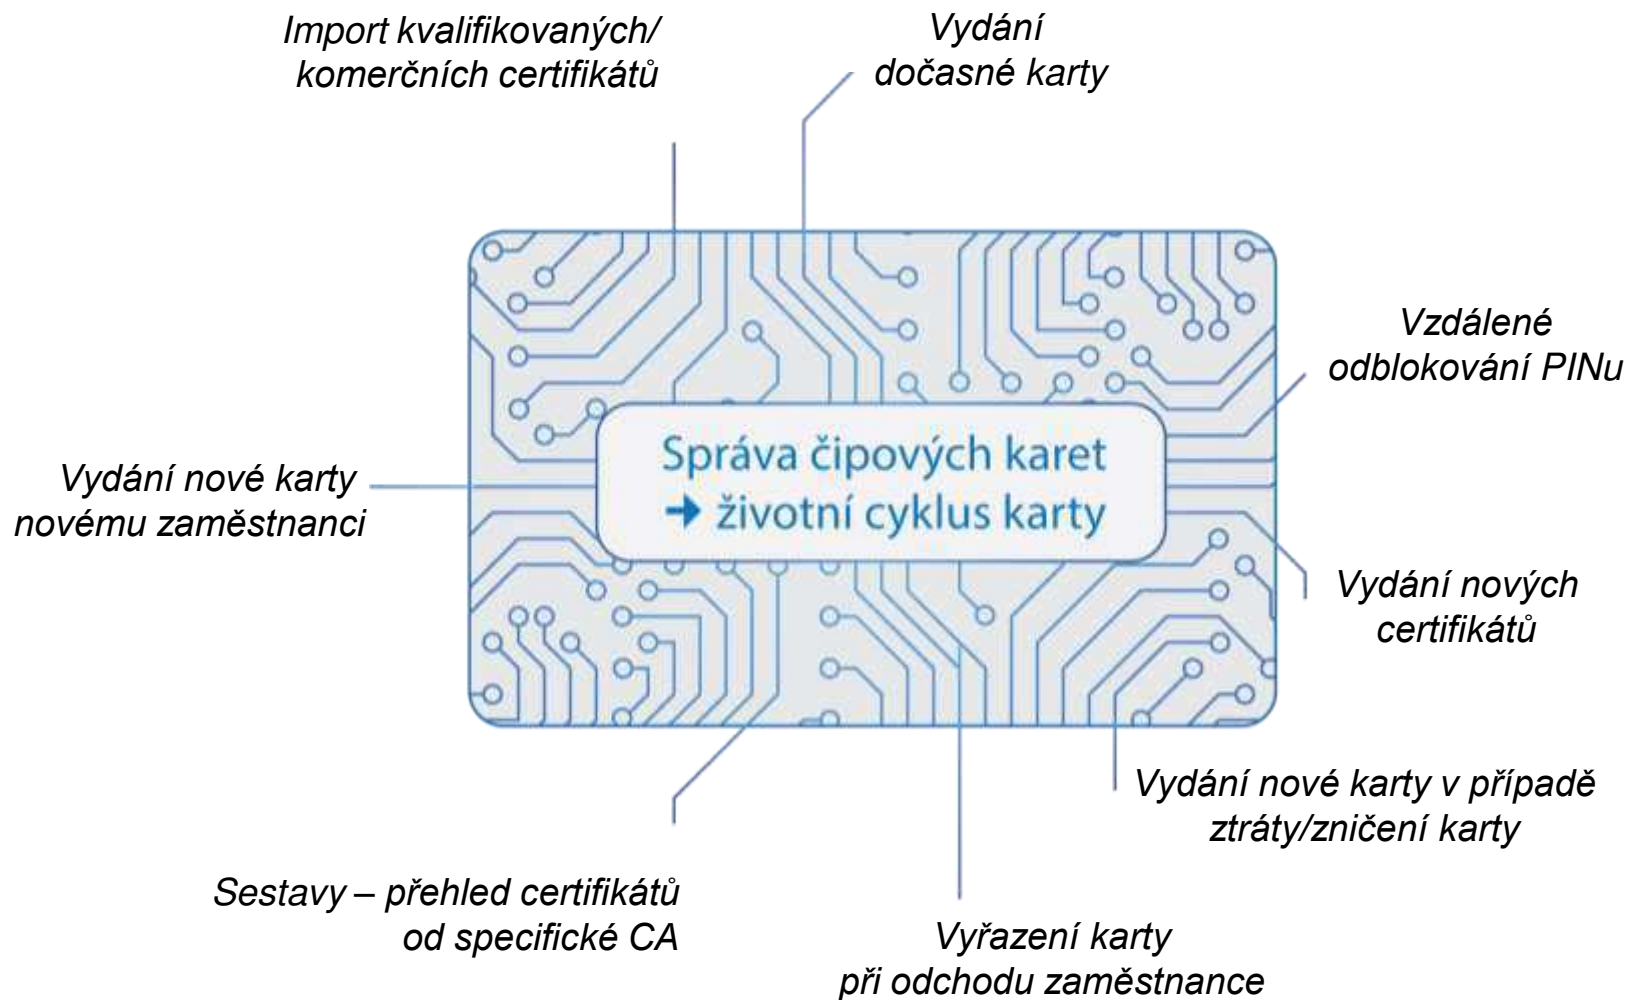 Import kvalifikovaných/
komerčních certifikátů
Vydání
dočasné karty
Vzdálené
odblokování PINu
Správa čipových karet
➔ životní cyklus karty
Vydání nové karty
novému zaměstnanci
Vydání nových
certifikátů
Vydání nové karty v případě
ztráty/zničení karty
Sestavy – přehled certifikátů
od specifické CA
Vyřazení karty
při odchodu zaměstnance